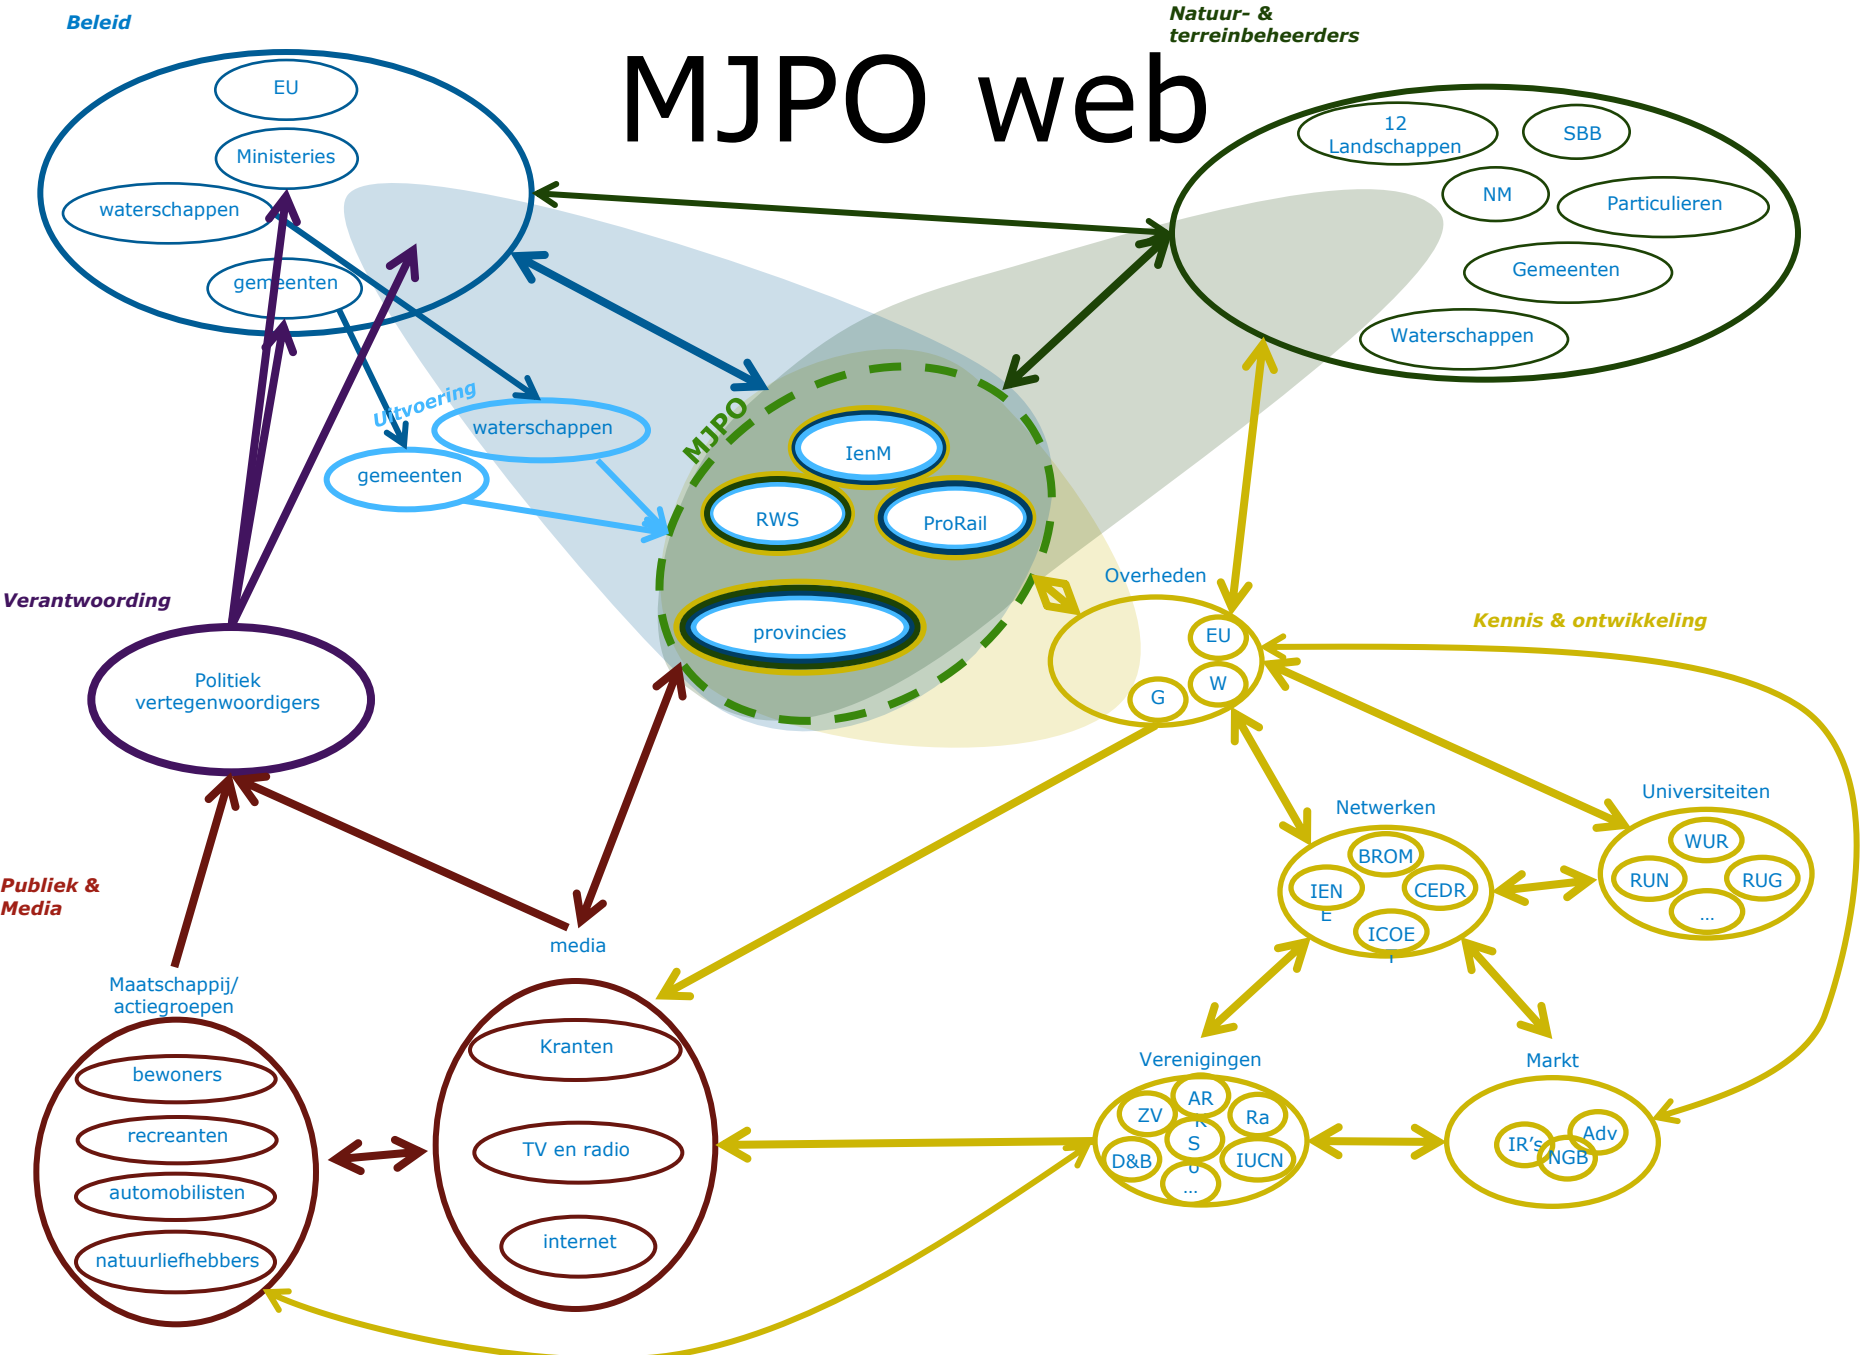 Beleid
Natuur- &
terreinbeheerders
MJPO web
EU
Ministeries
waterschappen
gemeenten
12
Landschappen
SBB
NM
Particulieren
Gemeenten
Waterschappen
Uitvoering
waterschappen
gemeenten
MJPO
IenM
RWS
ProRail
provincies
Verantwoording
Politiek
vertegenwoordigers
Overheden
EU
W
G
Kennis & ontwikkeling
Netwerken
BROM
IEN
E
CEDR
ICOE
Universiteiten
WUR
RUN
RUG
...
Publiek &
Media
Maatschappij/
actiegroepen
bewoners
recreanten
automobilisten
natuurliefhebbers
media
Kranten
TV en radio
internet
Verenigingen
ZV
AR
K
Ra
S
o
D&B
IUCN
...
Markt
IR's
Adv
NGB